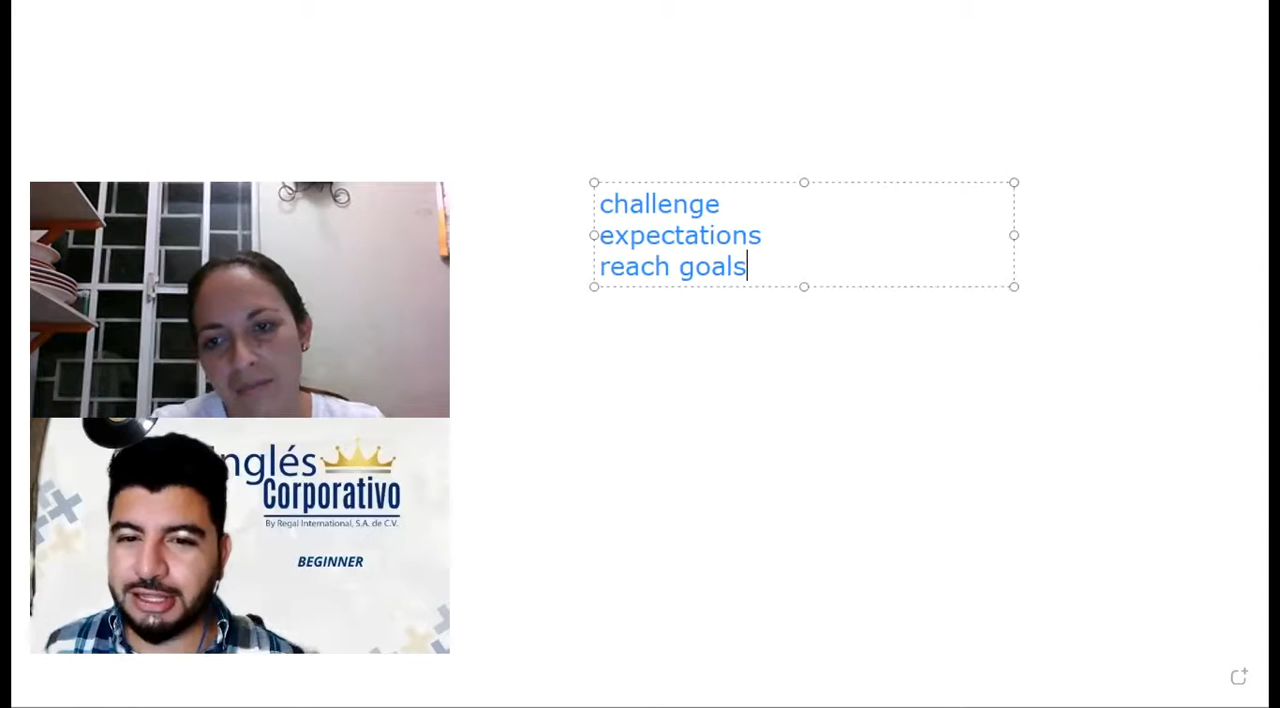 challenge
expectations
reach goals
nglés
Corporativo
By Regal International, S.A. de C.V.
BEGINNER